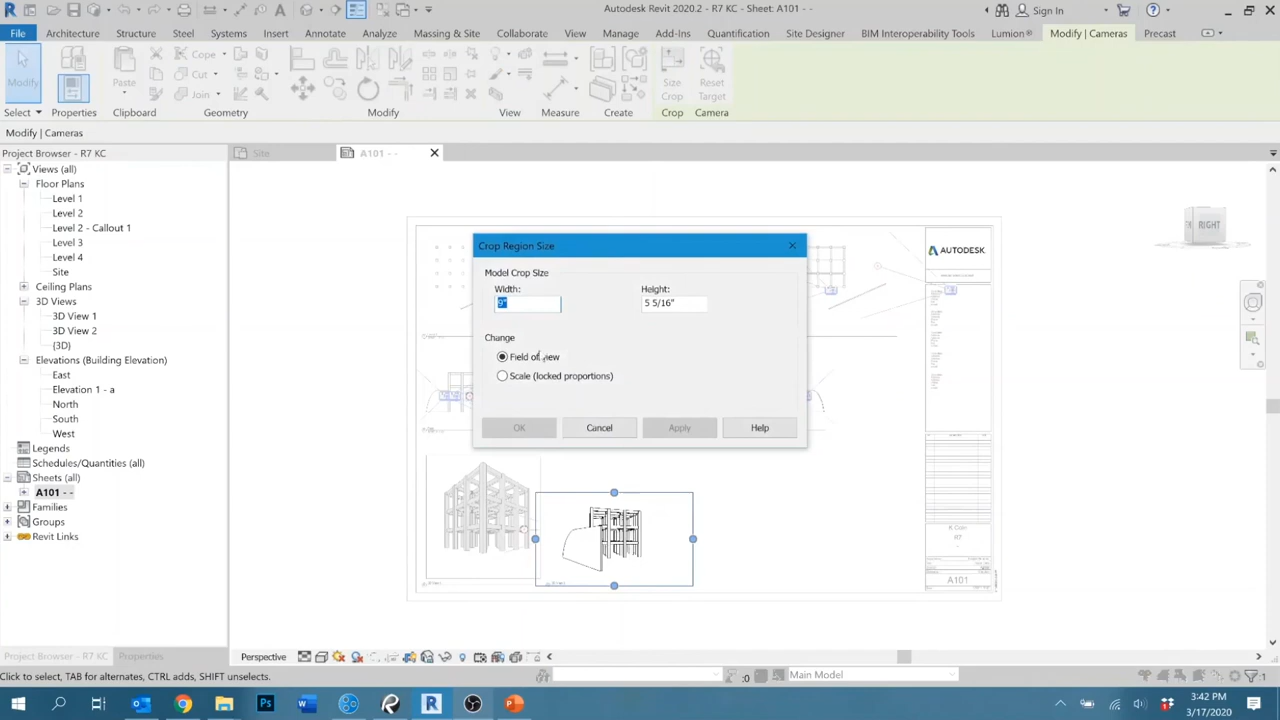 Autodesk Revit 2020.2 - R7 KC - Sheet: A101 - -
Sign In
File Architecture Structure Steel Systems Insert Annotate Analyze Massing & Site Collaborate View Manage Add-Ins Quantification Site Designer BIM Interoperability Tools Lumion® Modify | Cameras Precast
Modify Paste Cope Cut Join Size Crop Reset Target
Select Properties Clipboard Geometry Modify View Measure Create Crop Camera
Modify | Cameras
Project Browser - R7 KC
Site
A101 - -
Views (all)
Floor Plans
Level 1
Level 2
Level 2 - Callout 1
Level 3
Level 4
Site
Ceiling Plans
3D Views
3D View 1
3D View 2
{3D}
Elevations (Building Elevation)
East
Elevation 1 - a
North
South
West
Legends
Schedules/Quantities (all)
Sheets (all)
A101 - -
Families
Groups
Revit Links
RIGHT
AUTODESK
Crop Region Size
Model Crop Size
Width: Height:
9" 5 5/16"
Change
Field of view
Scale (locked proportions)
OK Cancel Apply Help
R7
A101
Project Browser - R7 KC Properties
Perspective
Click to select, TAB for alternates, CTRL adds, SHIFT unselects.
:0
Main Model
3:42 PM
3/17/2020